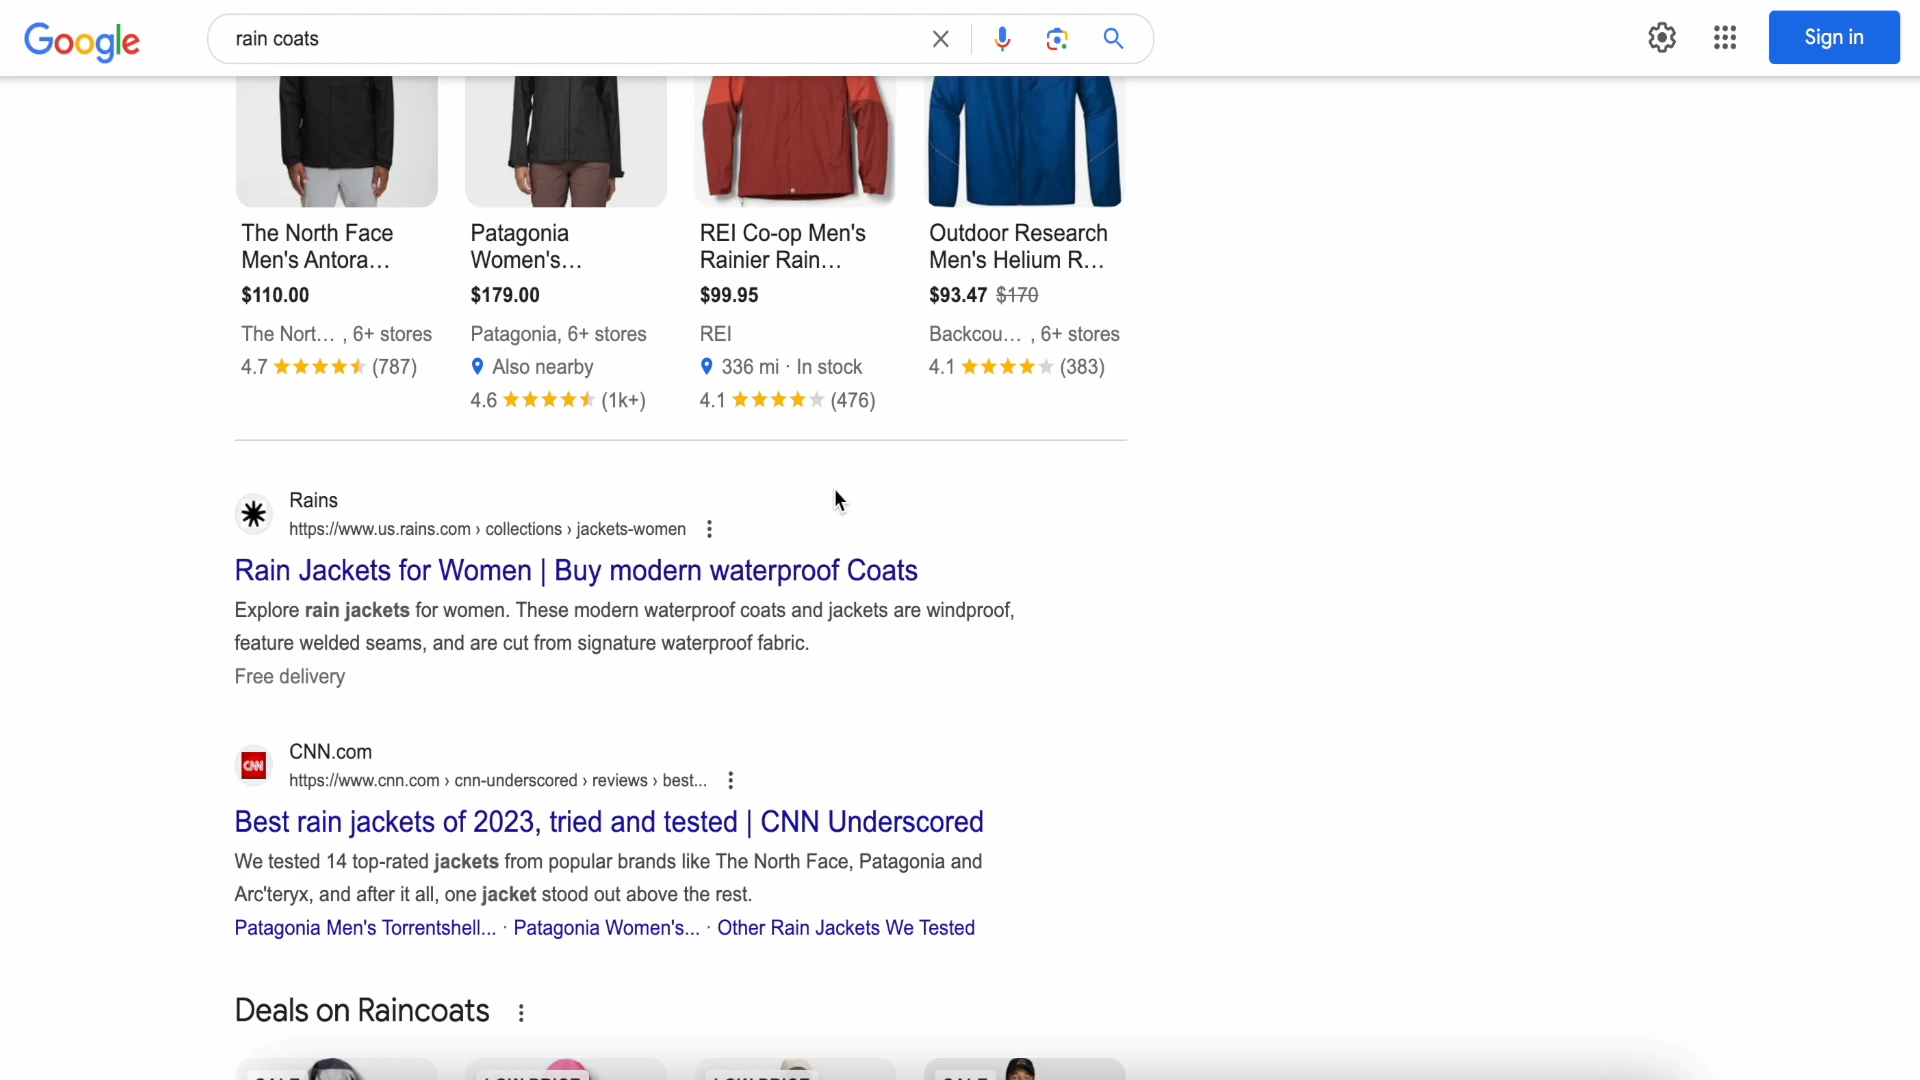 Google
rain coats
Sign in
The North Face
Men's Antora...
$110.00
The Nort... , 6+ stores
4.7 (787)
Patagonia
Women's...
$179.00
Patagonia, 6+ stores
Also nearby
4.6 (1k+)
REI Co-op Men's
Rainier Rain...
$99.95
REI
336 mi · In stock
4.1 (476)
Outdoor Research
Men's Helium R...
$93.47 $170
Backcou... , 6+ stores
4.1 (383)
Rains
https://www.us.rains.com › collections › jackets-women
Rain Jackets for Women | Buy modern waterproof Coats
Explore rain jackets for women. These modern waterproof coats and jackets are windproof,
feature welded seams, and are cut from signature waterproof fabric.
Free delivery
CNN
CNN.com
https://www.cnn.com › cnn-underscored › reviews › best...
Best rain jackets of 2023, tried and tested | CNN Underscored
We tested 14 top-rated jackets from popular brands like The North Face, Patagonia and
Arc'teryx, and after it all, one jacket stood out above the rest.
Patagonia Men's Torrentshell... · Patagonia Women's... · Other Rain Jackets We Tested
Deals on Raincoats
SALE
LOW PRICE
LOW PRICE
SALE